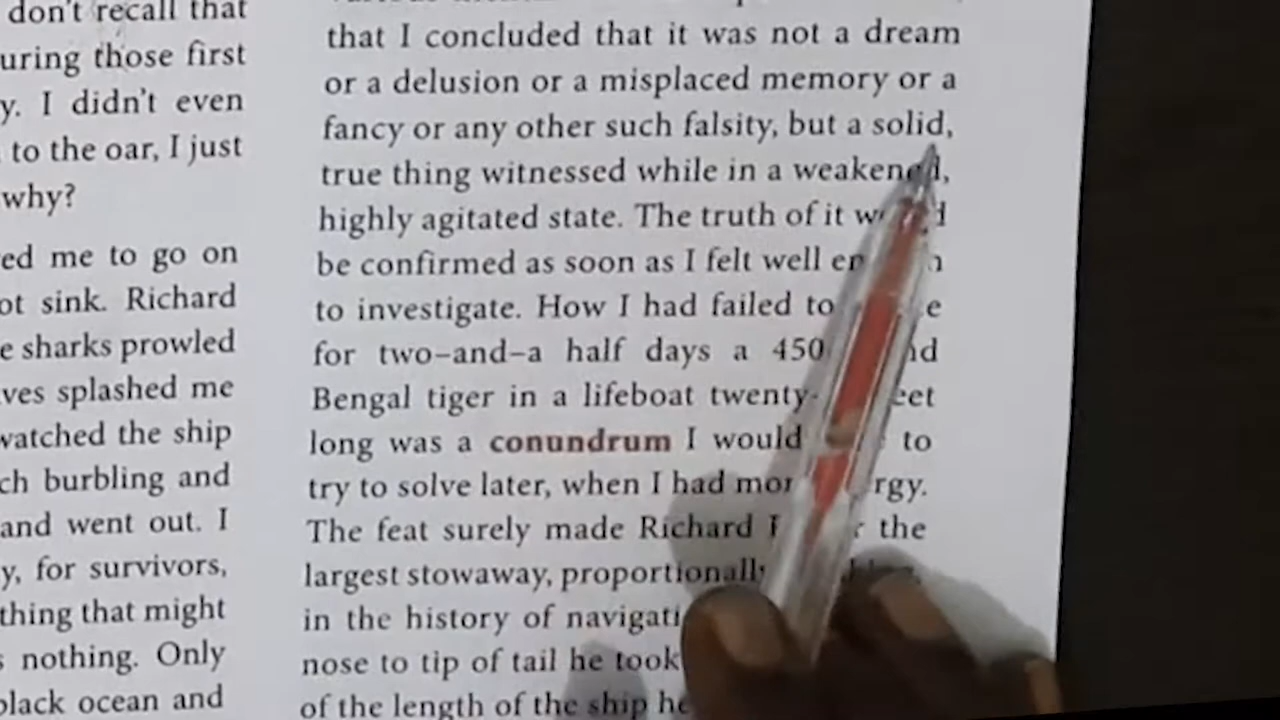 don't recall that
uring those first
y. I didn't even
to the oar, I just
why?
ed me to go on
ot sink. Richard
e sharks prowled
ves splashed me
watched the ship
ch burbling and
and went out. I
y, for survivors,
thing that might
s nothing. Only
black ocean and
that I concluded that it was not a dream
or a delusion or a misplaced memory or a
fancy or any other such falsity, but a solid,
true thing witnessed while in a weakened,
highly agitated state. The truth of it
be confirmed as soon as I felt well
to investigate. How I had failed to
for two–and–a half days a 450
Bengal tiger in a lifeboat twenty-
long was a conundrum I would to
try to solve later, when I had
The feat surely made Richard the
largest stowaway, proportionally
in the history of
nose to tip of tail he took
of the length of the ship he